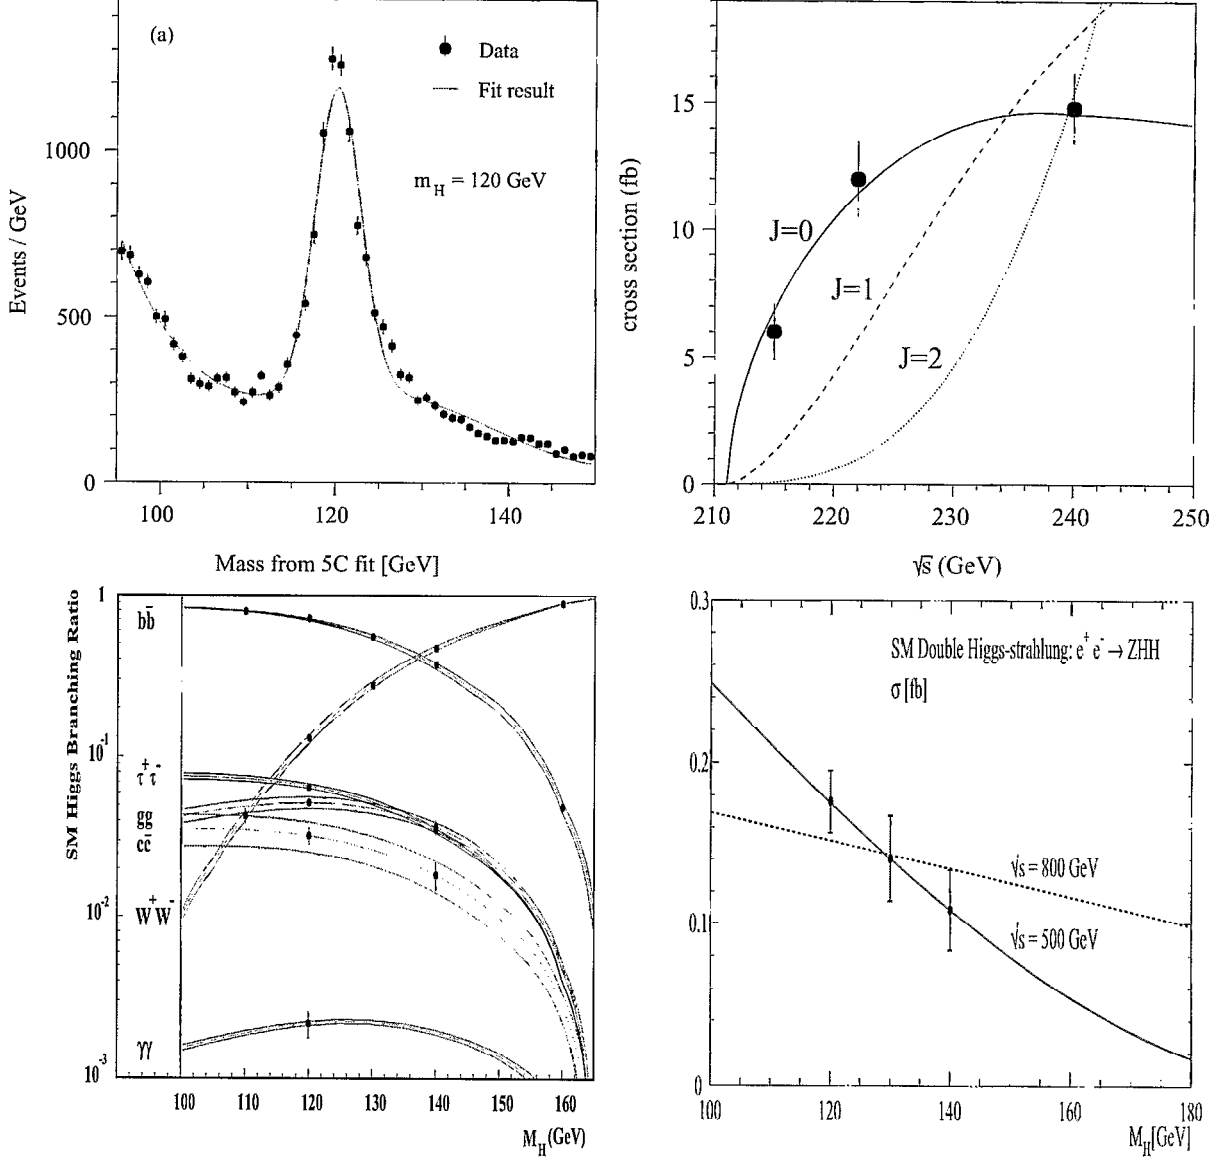 (a)
Data
Fit result
m_H = 120 GeV
Events / GeV
1000
500
0
100
120
140
Mass from 5C fit [GeV]
cross section (fb)
15
10
5
0
J=0
J=1
J=2
210
220
230
240
250
√s (GeV)
SM Higgs Branching Ratio
1
10⁻¹
10⁻²
10⁻³
bb̄
τ⁺τ⁻
gg
cc̄
W⁺W⁻
γγ
100
110
120
130
140
150
160
M_H (GeV)
0.3
0.2
0.1
0
SM Double Higgs-strahlung: e⁺ e⁻ → ZHH
σ [fb]
√s = 800 GeV
√s = 500 GeV
100
120
140
160
180
M_H[GeV]